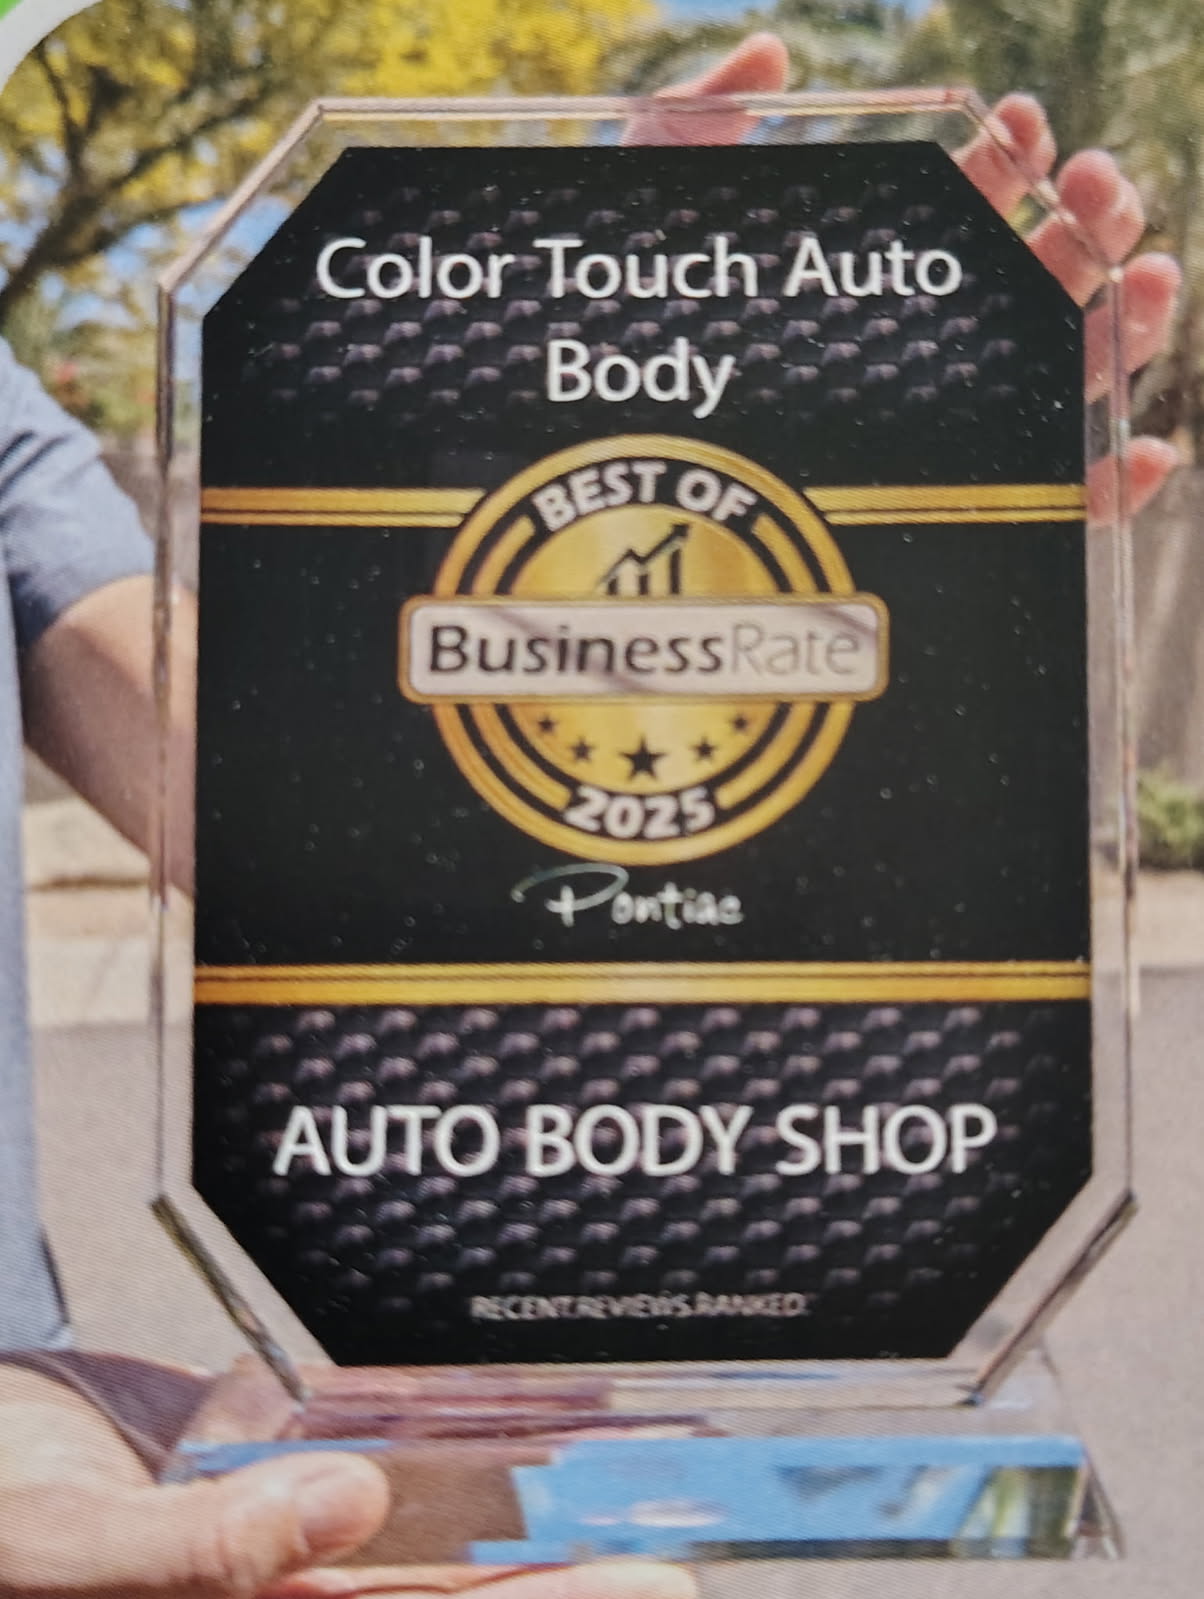 Color Touch Auto
Body
BEST OF
BusinessRate
2025
Pontiac
AUTO BODY SHOP
RECENT.REVIEWS.RANKED.